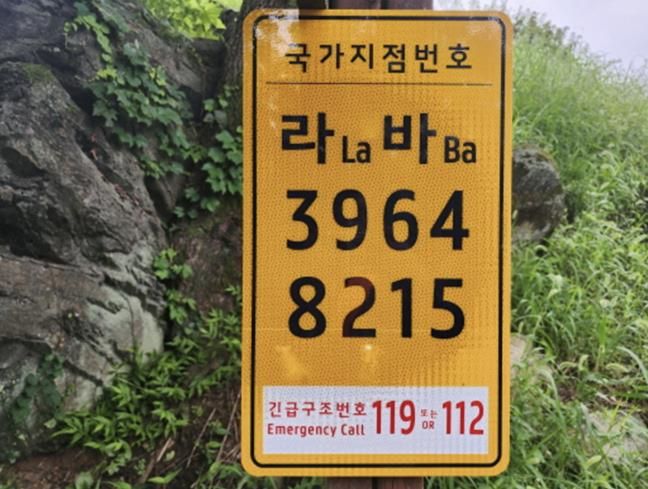 국가지점번호
라 La 바 Ba
3964
8215
긴급구조번호 119 또는 112
Emergency Call OR